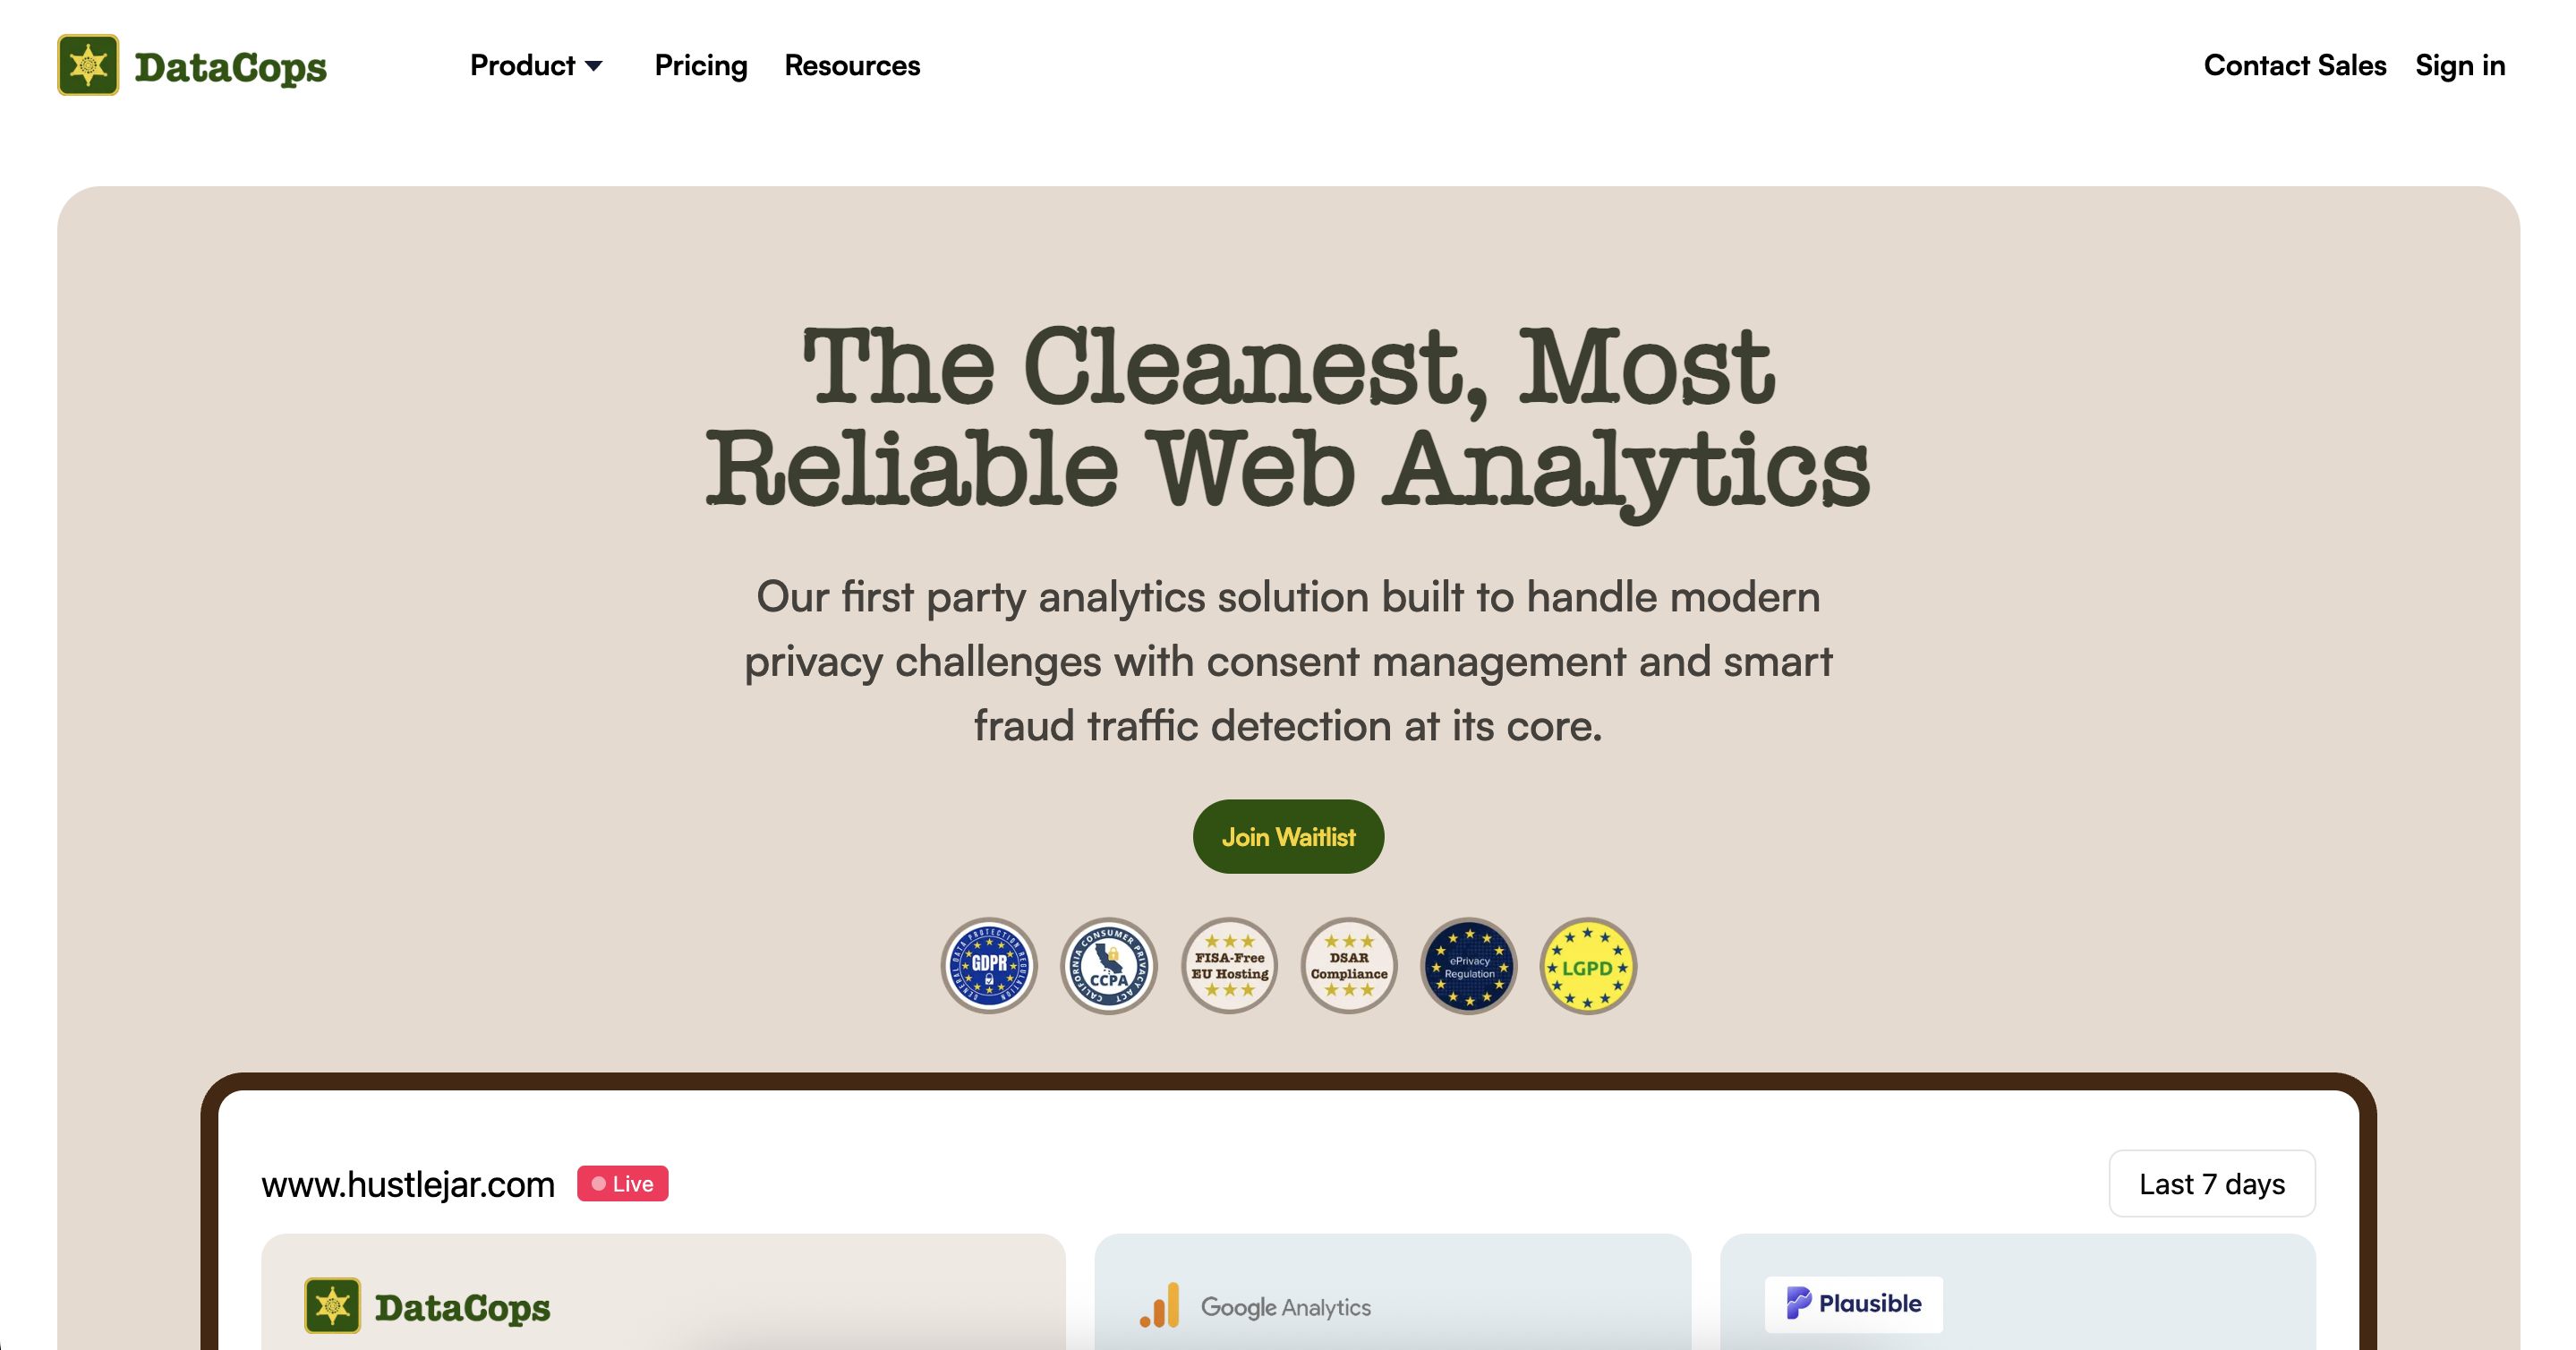 DataCops
Product
Pricing
Resources
Contact Sales
Sign in
The Cleanest, Most
Reliable Web Analytics
Our first party analytics solution built to handle modern
privacy challenges with consent management and smart
fraud traffic detection at its core.
Join Waitlist
GENERAL DATA PROTECTION REGULATION
GDPR
CALIFORNIA CONSUMER PRIVACY ACT
CCPA
FISA-Free
EU Hosting
DSAR
Compliance
ePrivacy
Regulation
LGPD
www.hustlejar.com
Live
Last 7 days
DataCops
Google Analytics
Plausible